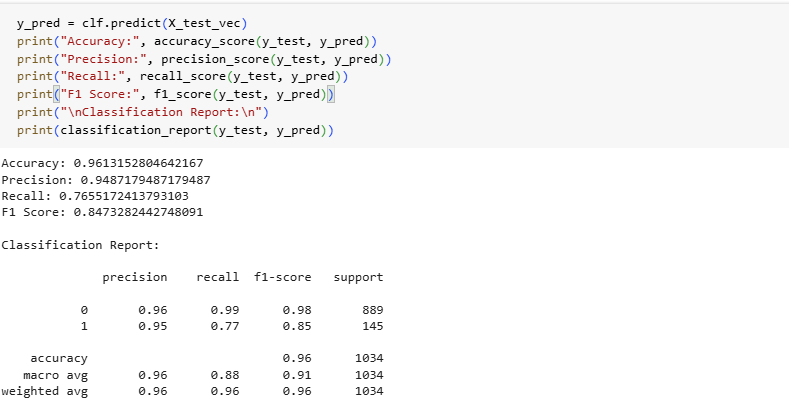 y_pred = clf.predict(X_test_vec)
print("Accuracy:", accuracy_score(y_test, y_pred))
print("Precision:", precision_score(y_test, y_pred))
print("Recall:", recall_score(y_test, y_pred))
print("F1 Score:", f1_score(y_test, y_pred))
print("\nClassification Report:\n")
print(classification_report(y_test, y_pred))
Accuracy: 0.9613152804642167
Precision: 0.9487179487179487
Recall: 0.7655172413793103
F1 Score: 0.8473282442748091
Classification Report:
precision recall f1-score support
0 0.96 0.99 0.98 889
1 0.95 0.77 0.85 145
accuracy 0.96 1034
macro avg 0.96 0.88 0.91 1034
weighted avg 0.96 0.96 0.96 1034